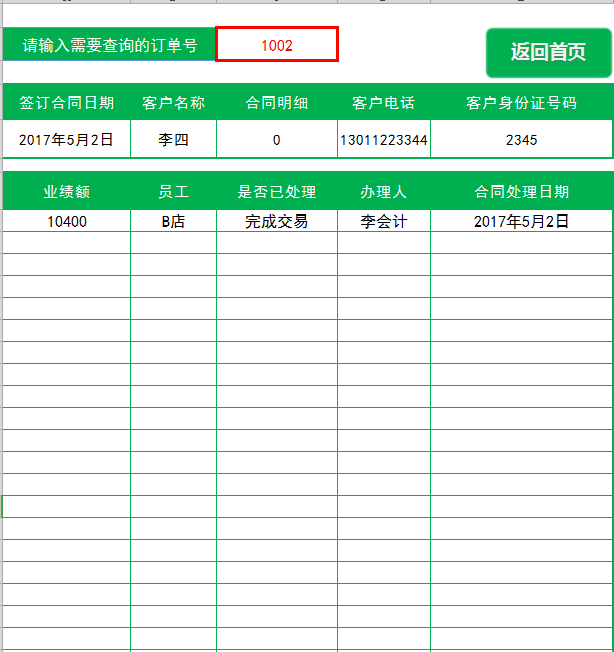 请输入需要查询的订单号 1002 返回首页
签订合同日期 客户名称 合同明细 客户电话 客户身份证号码
2017年5月2日 李四 0 13011223344 2345
业绩额 员工 是否已处理 办理人 合同处理日期
10400 B店 完成交易 李会计 2017年5月2日